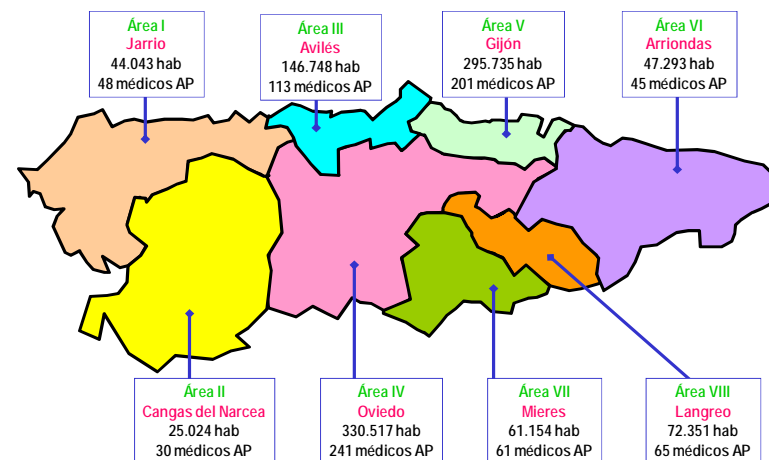 Área I
Jarrio
44.043 hab
48 médicos AP
Área III
Avilés
146.748 hab
113 médicos AP
Área V
Gijón
295.735 hab
201 médicos AP
Área VI
Arriondas
47.293 hab
45 médicos AP
Área II
Cangas del Narcea
25.024 hab
30 médicos AP
Área IV
Oviedo
330.517 hab
241 médicos AP
Área VII
Mieres
61.154 hab
61 médicos AP
Área VIII
Langreo
72.351 hab
65 médicos AP